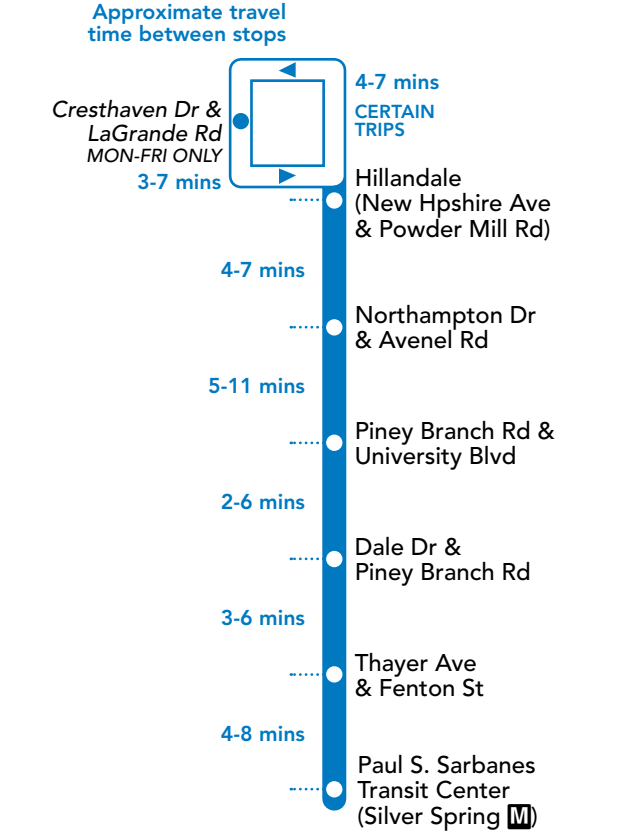 Approximate travel
time between stops
4-7 mins
CERTAIN
TRIPS
Cresthaven Dr &
LaGrande Rd
MON-FRI ONLY
3-7 mins
Hillandale
(New Hpshire Ave
& Powder Mill Rd)
4-7 mins
Northampton Dr
& Avenel Rd
5-11 mins
Piney Branch Rd &
University Blvd
2-6 mins
Dale Dr &
Piney Branch Rd
3-6 mins
Thayer Ave
& Fenton St
4-8 mins
Paul S. Sarbanes
Transit Center
(Silver Spring M)